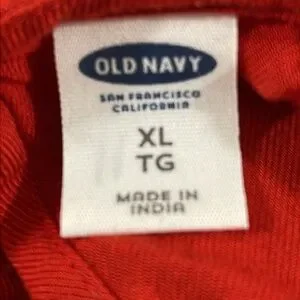 OLD NAVY
SAN FRANCISCO
CALIFORNIA
XL
TG
MADE IN
INDIA